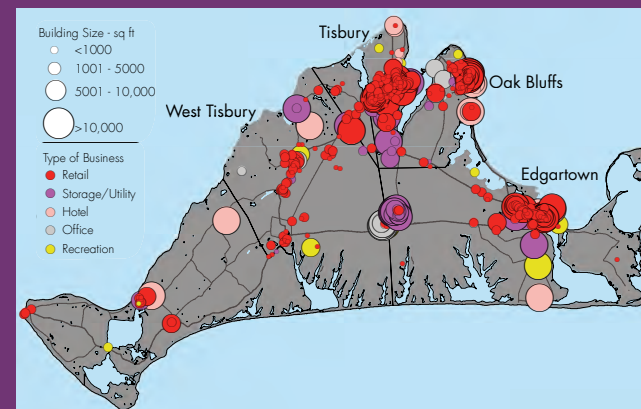 Building Size - sq ft
<1000
1001 - 5000
5001 - 10,000
>10,000
Type of Business
Retail
Storage/Utility
Hotel
Office
Recreation
Tisbury
Oak Bluffs
West Tisbury
Edgartown